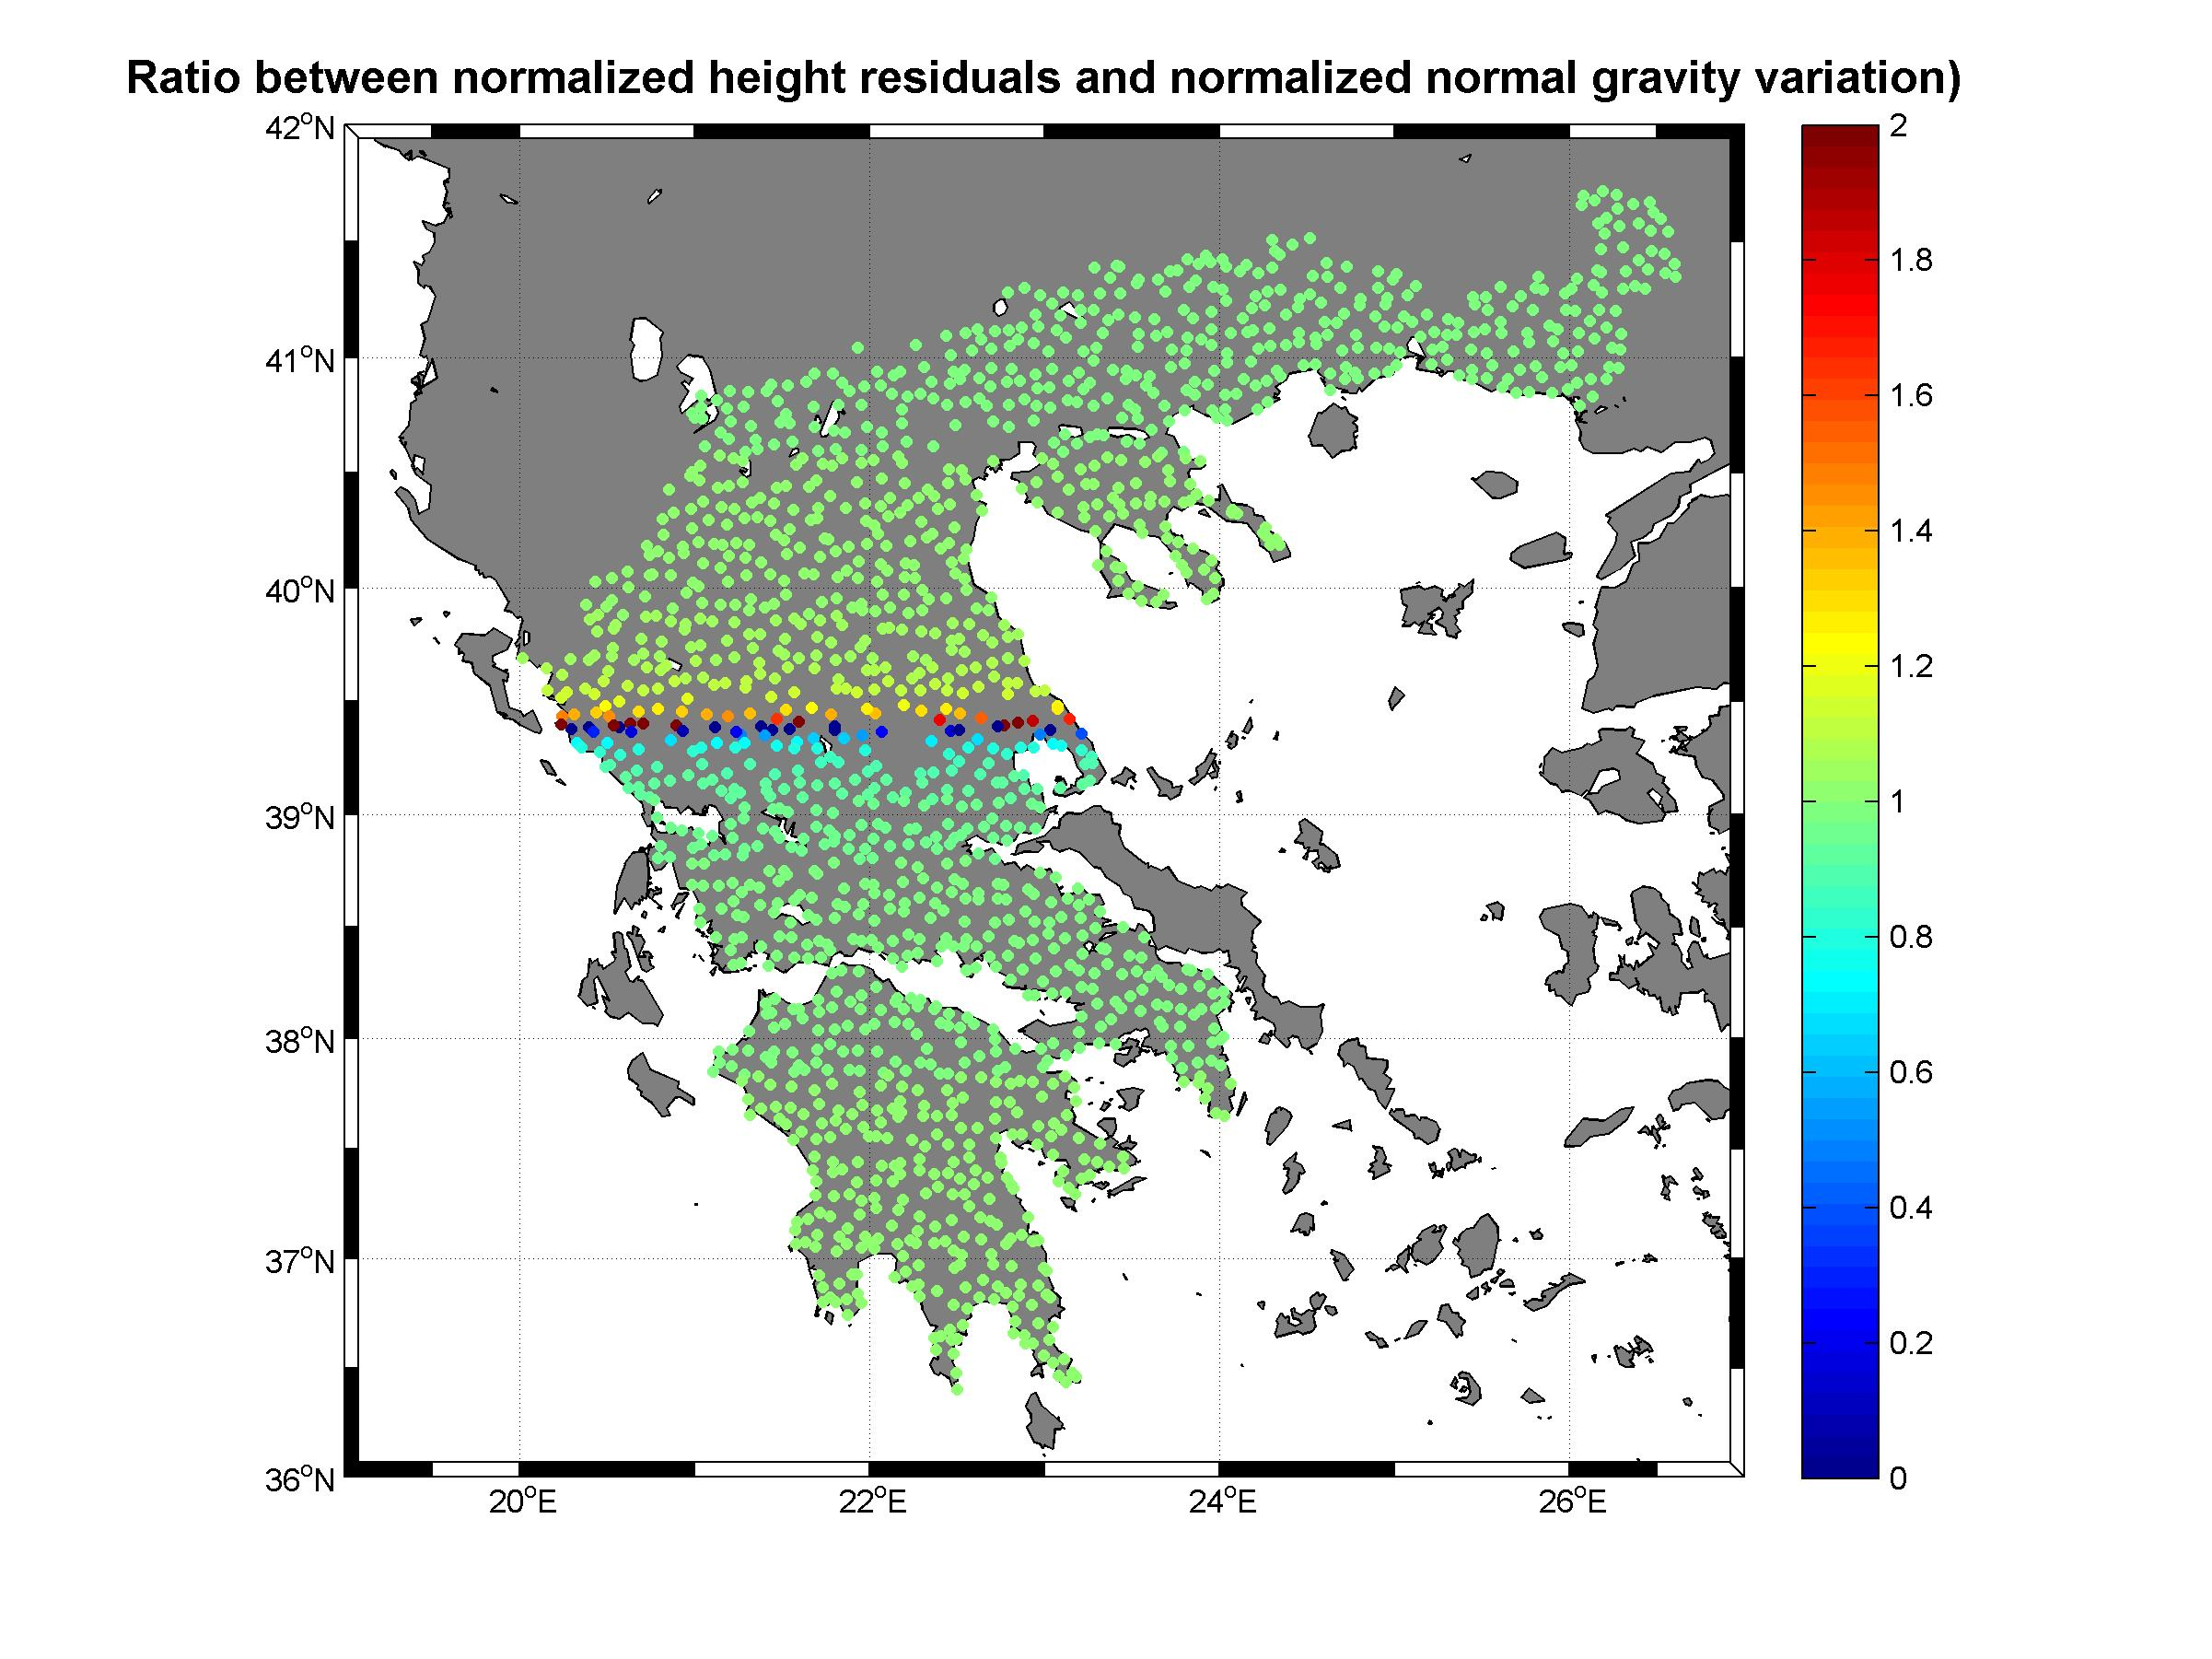 Ratio between normalized height residuals and normalized normal gravity variation)
42°N
41°N
40°N
39°N
38°N
37°N
36°N
20°E 22°E 24°E 26°E
2
1.8
1.6
1.4
1.2
1
0.8
0.6
0.4
0.2
0